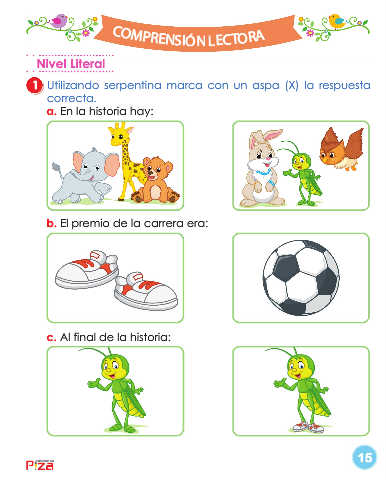 COMPRENSIÓN LECTORA
Nivel Literal
1 Utilizando serpentina marca con un aspa (X) la respuesta
correcta.
a. En la historia hay:
b. El premio de la carrera era:
c. Al final de la historia:
PIZA
15